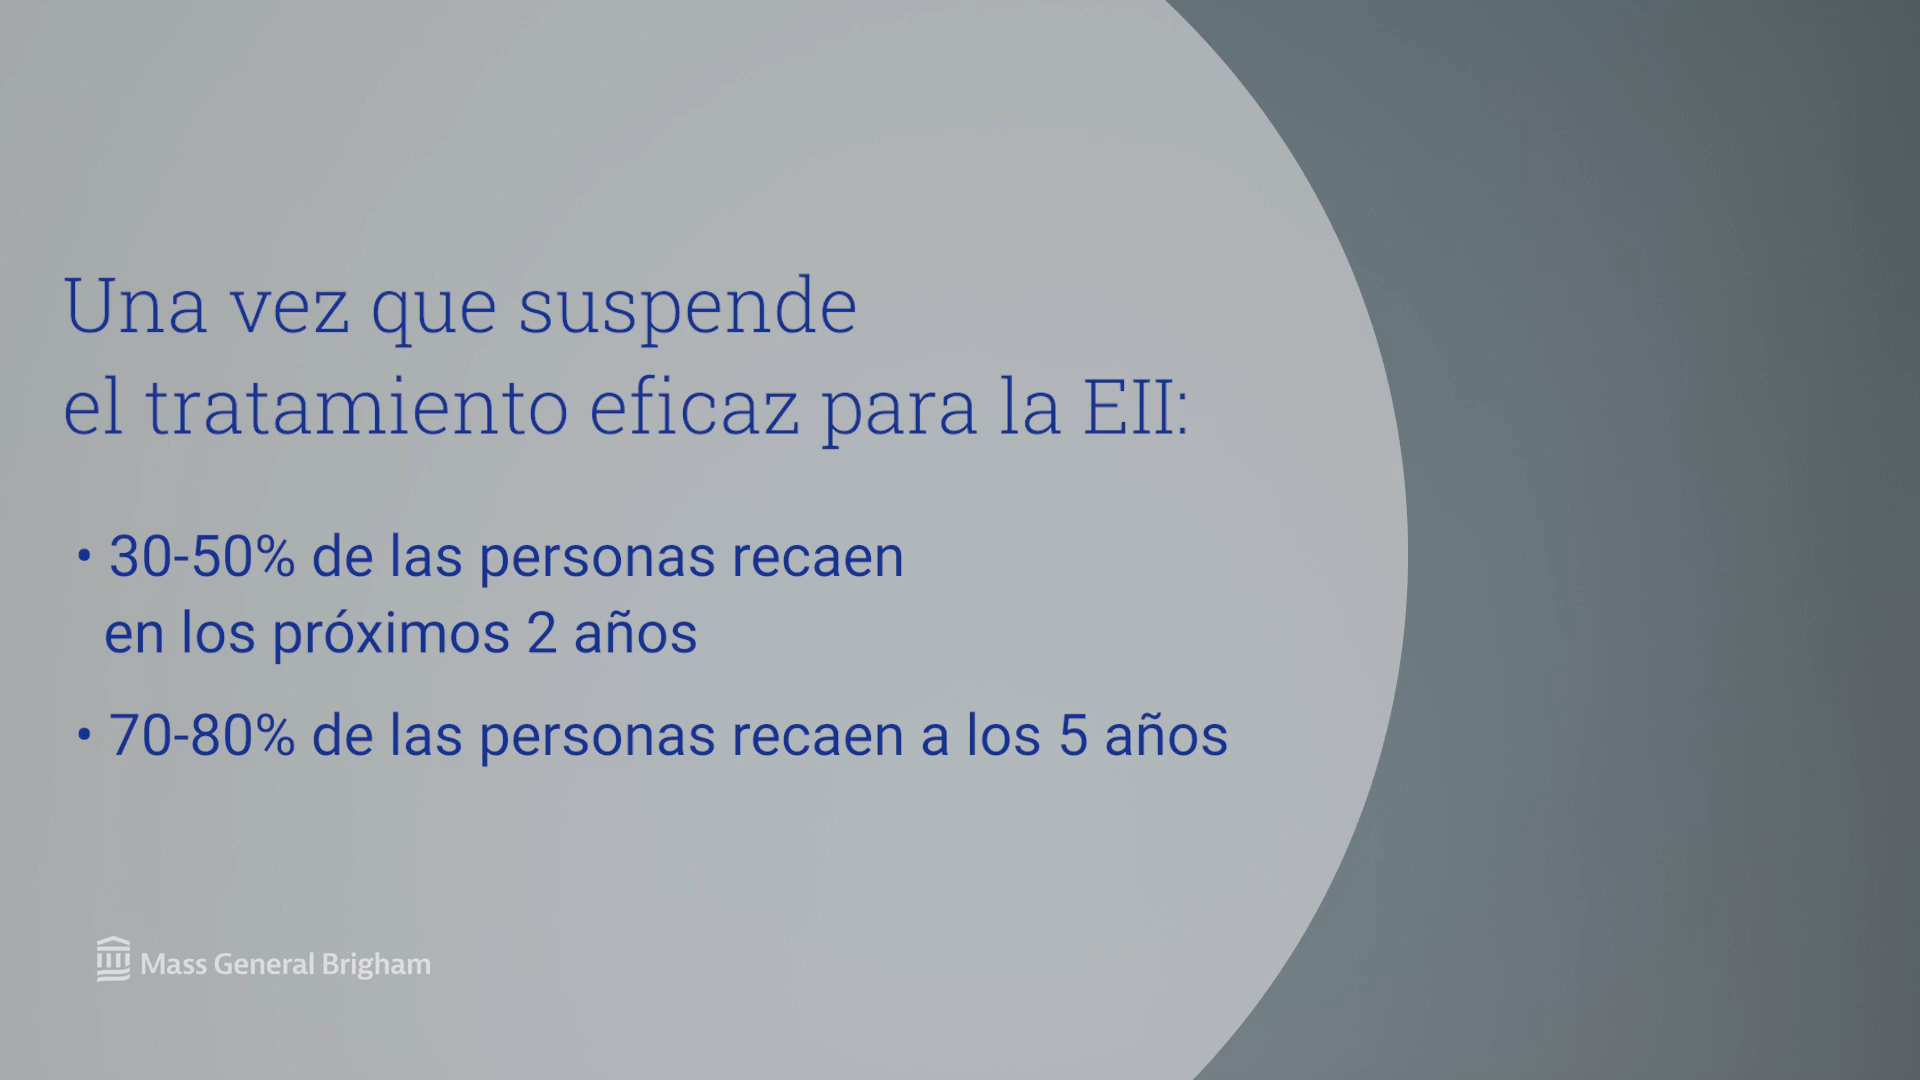 Una vez que suspende
el tratamiento eficaz para la EII:
• 30-50% de las personas recaen
en los próximos 2 años
• 70-80% de las personas recaen a los 5 años
Mass General Brigham